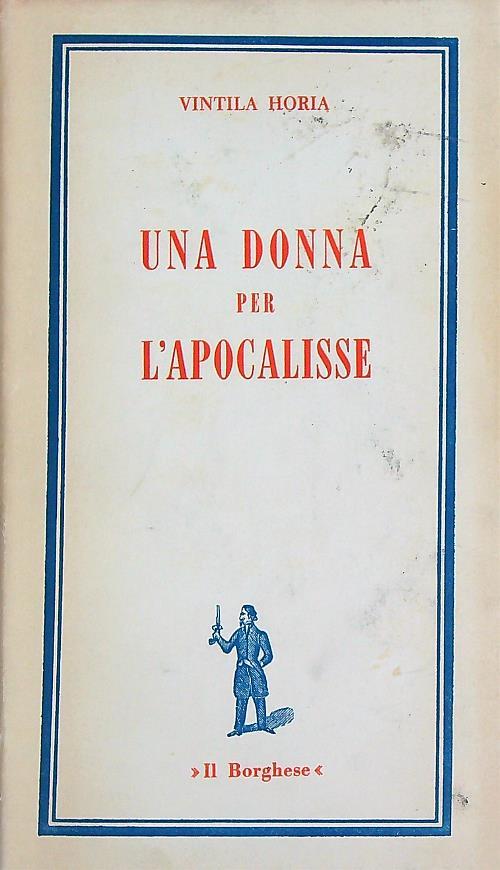 VINTILA HORIA
UNA DONNA
PER
L'APOCALISSE
»Il Borghese«